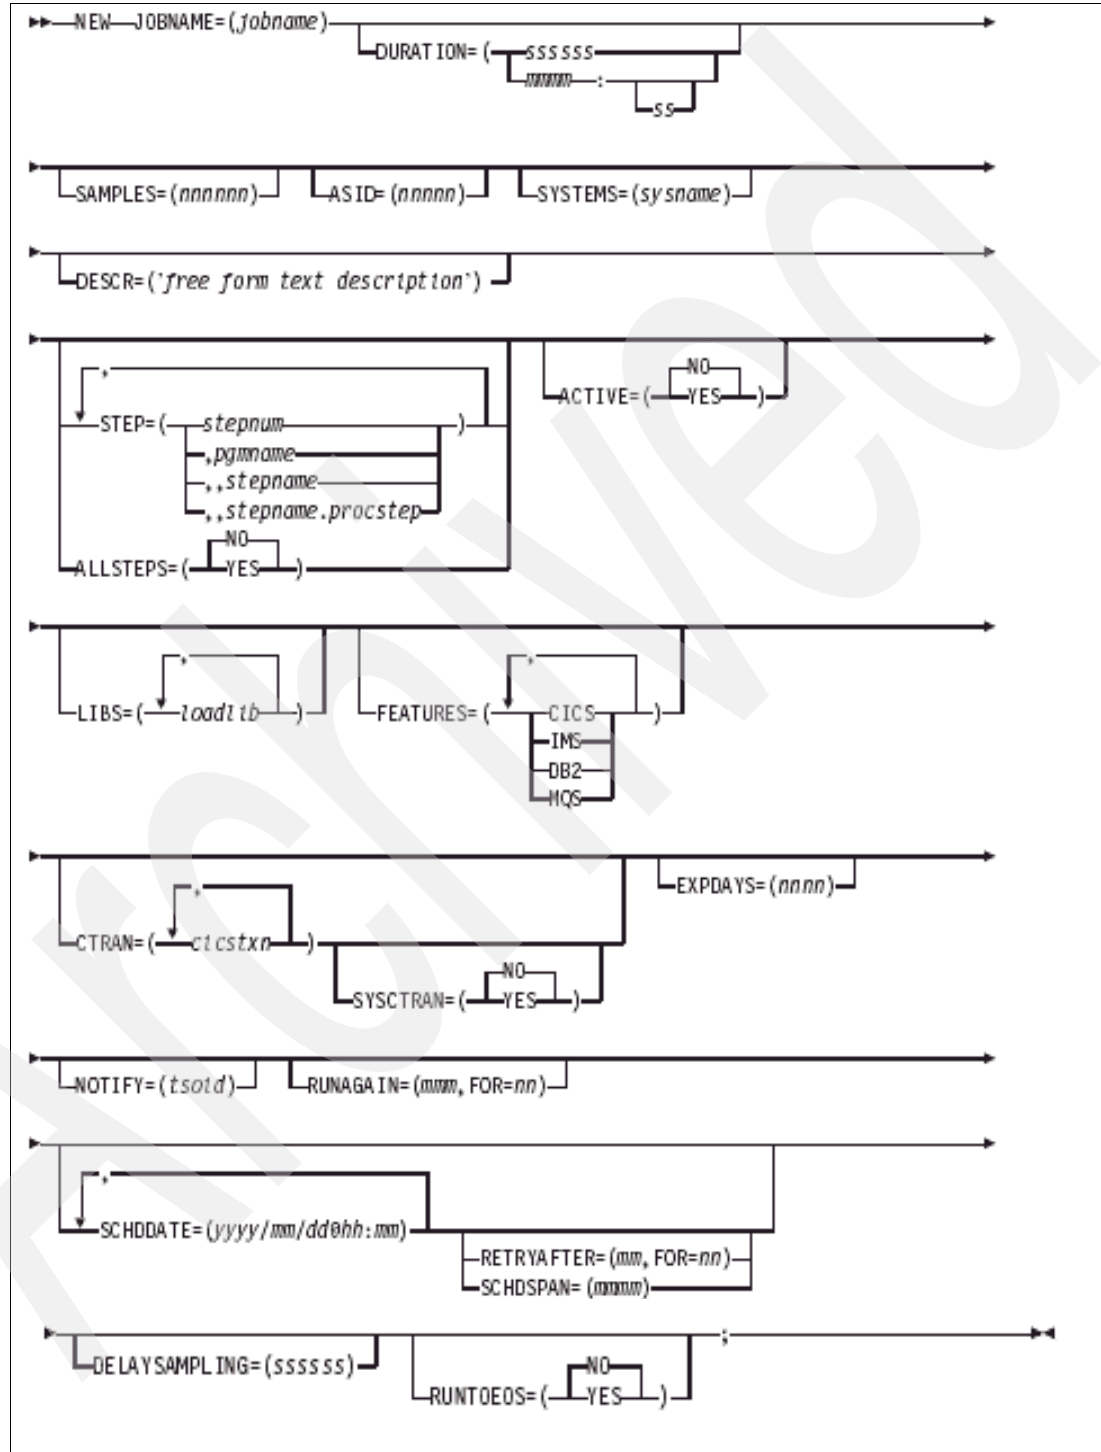 NEW JOBNAME=(jobname)
DURATION=( ssssss
mmmm :
ss
SAMPLES=(nnnnnn) ASID=(nnnnn) SYSTEMS=(sysname)
DESCR=('free form text description')
,
NO
ACTIVE=( YES )
STEP=( stepnum )
,pgmname
,,stepname
,,stepname.procstep
NO
ALLSTEPS=( YES )
, ,
LIBS=( loadlib ) FEATURES=( CICS )
IMS
DB2
MQS
EXPDAYS=(nnnn)
,
CTRAN=( cicstxn )
NO
SYSCTRAN=( YES )
NOTIFY=(tsoid) RUNAGAIN=(mmm,FOR=nn)
,
SCHDDATE=(yyyy/mm/dd@hh:mm)
RETRYAFTER=(mm,FOR=nn)
SCHDSPAN=(mmmm)
;
DELAYSAMPLING=(ssssss) NO
RUNTOEOS=( YES )
Archived